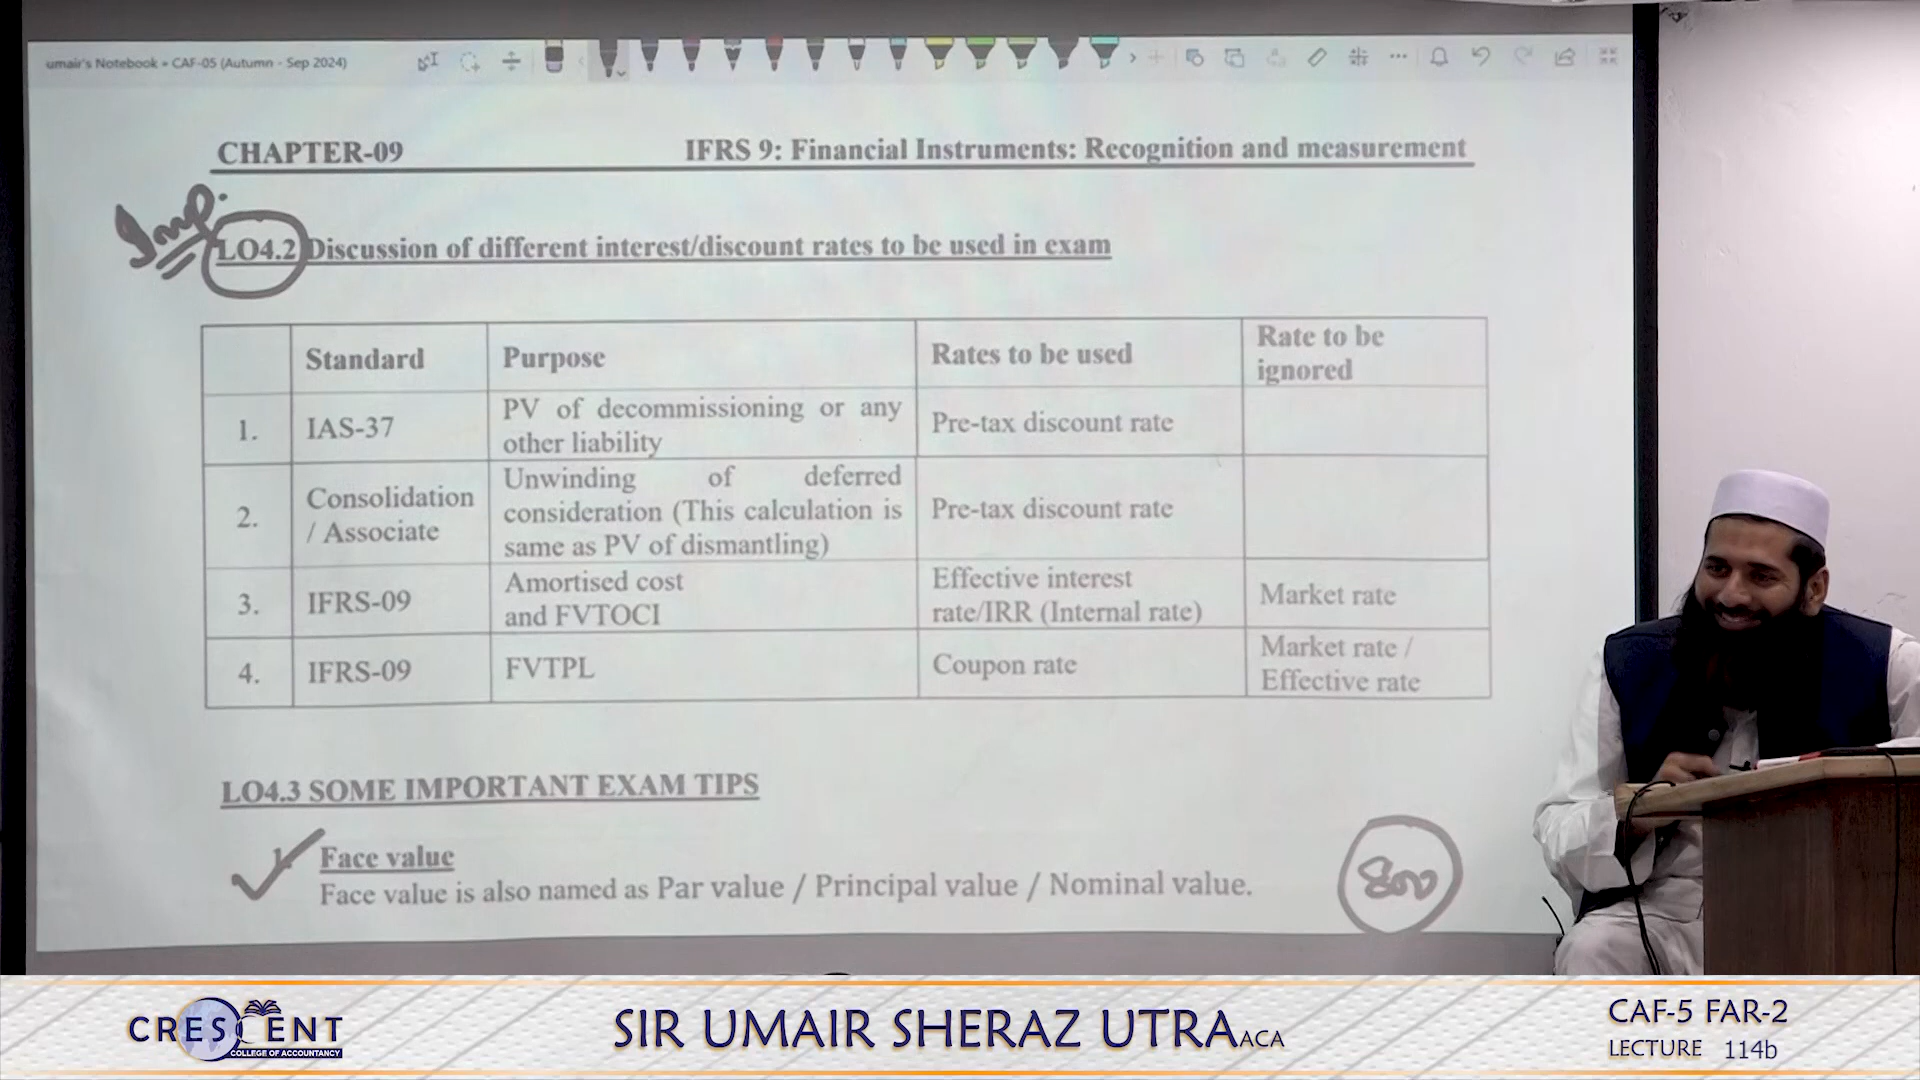 umair's Notebook • CAF-05 (Autumn - Sep 2024)
CHAPTER-09 IFRS 9: Financial Instruments: Recognition and measurement
Imp.
LO4.2 Discussion of different interest/discount rates to be used in exam
Standard Purpose Rates to be used Rate to be ignored
1. IAS-37 PV of decommissioning or any other liability Pre-tax discount rate
2. Consolidation / Associate Unwinding of deferred consideration (This calculation is same as PV of dismantling) Pre-tax discount rate
3. IFRS-09 Amortised cost and FVTOCI Effective interest rate/IRR (Internal rate) Market rate
4. IFRS-09 FVTPL Coupon rate Market rate / Effective rate
LO4.3 SOME IMPORTANT EXAM TIPS
Face value
Face value is also named as Par value / Principal value / Nominal value.
CRESCENT
COLLEGE OF ACCOUNTANCY
SIR UMAIR SHERAZ UTRA ACA
CAF-5 FAR-2
LECTURE 114b